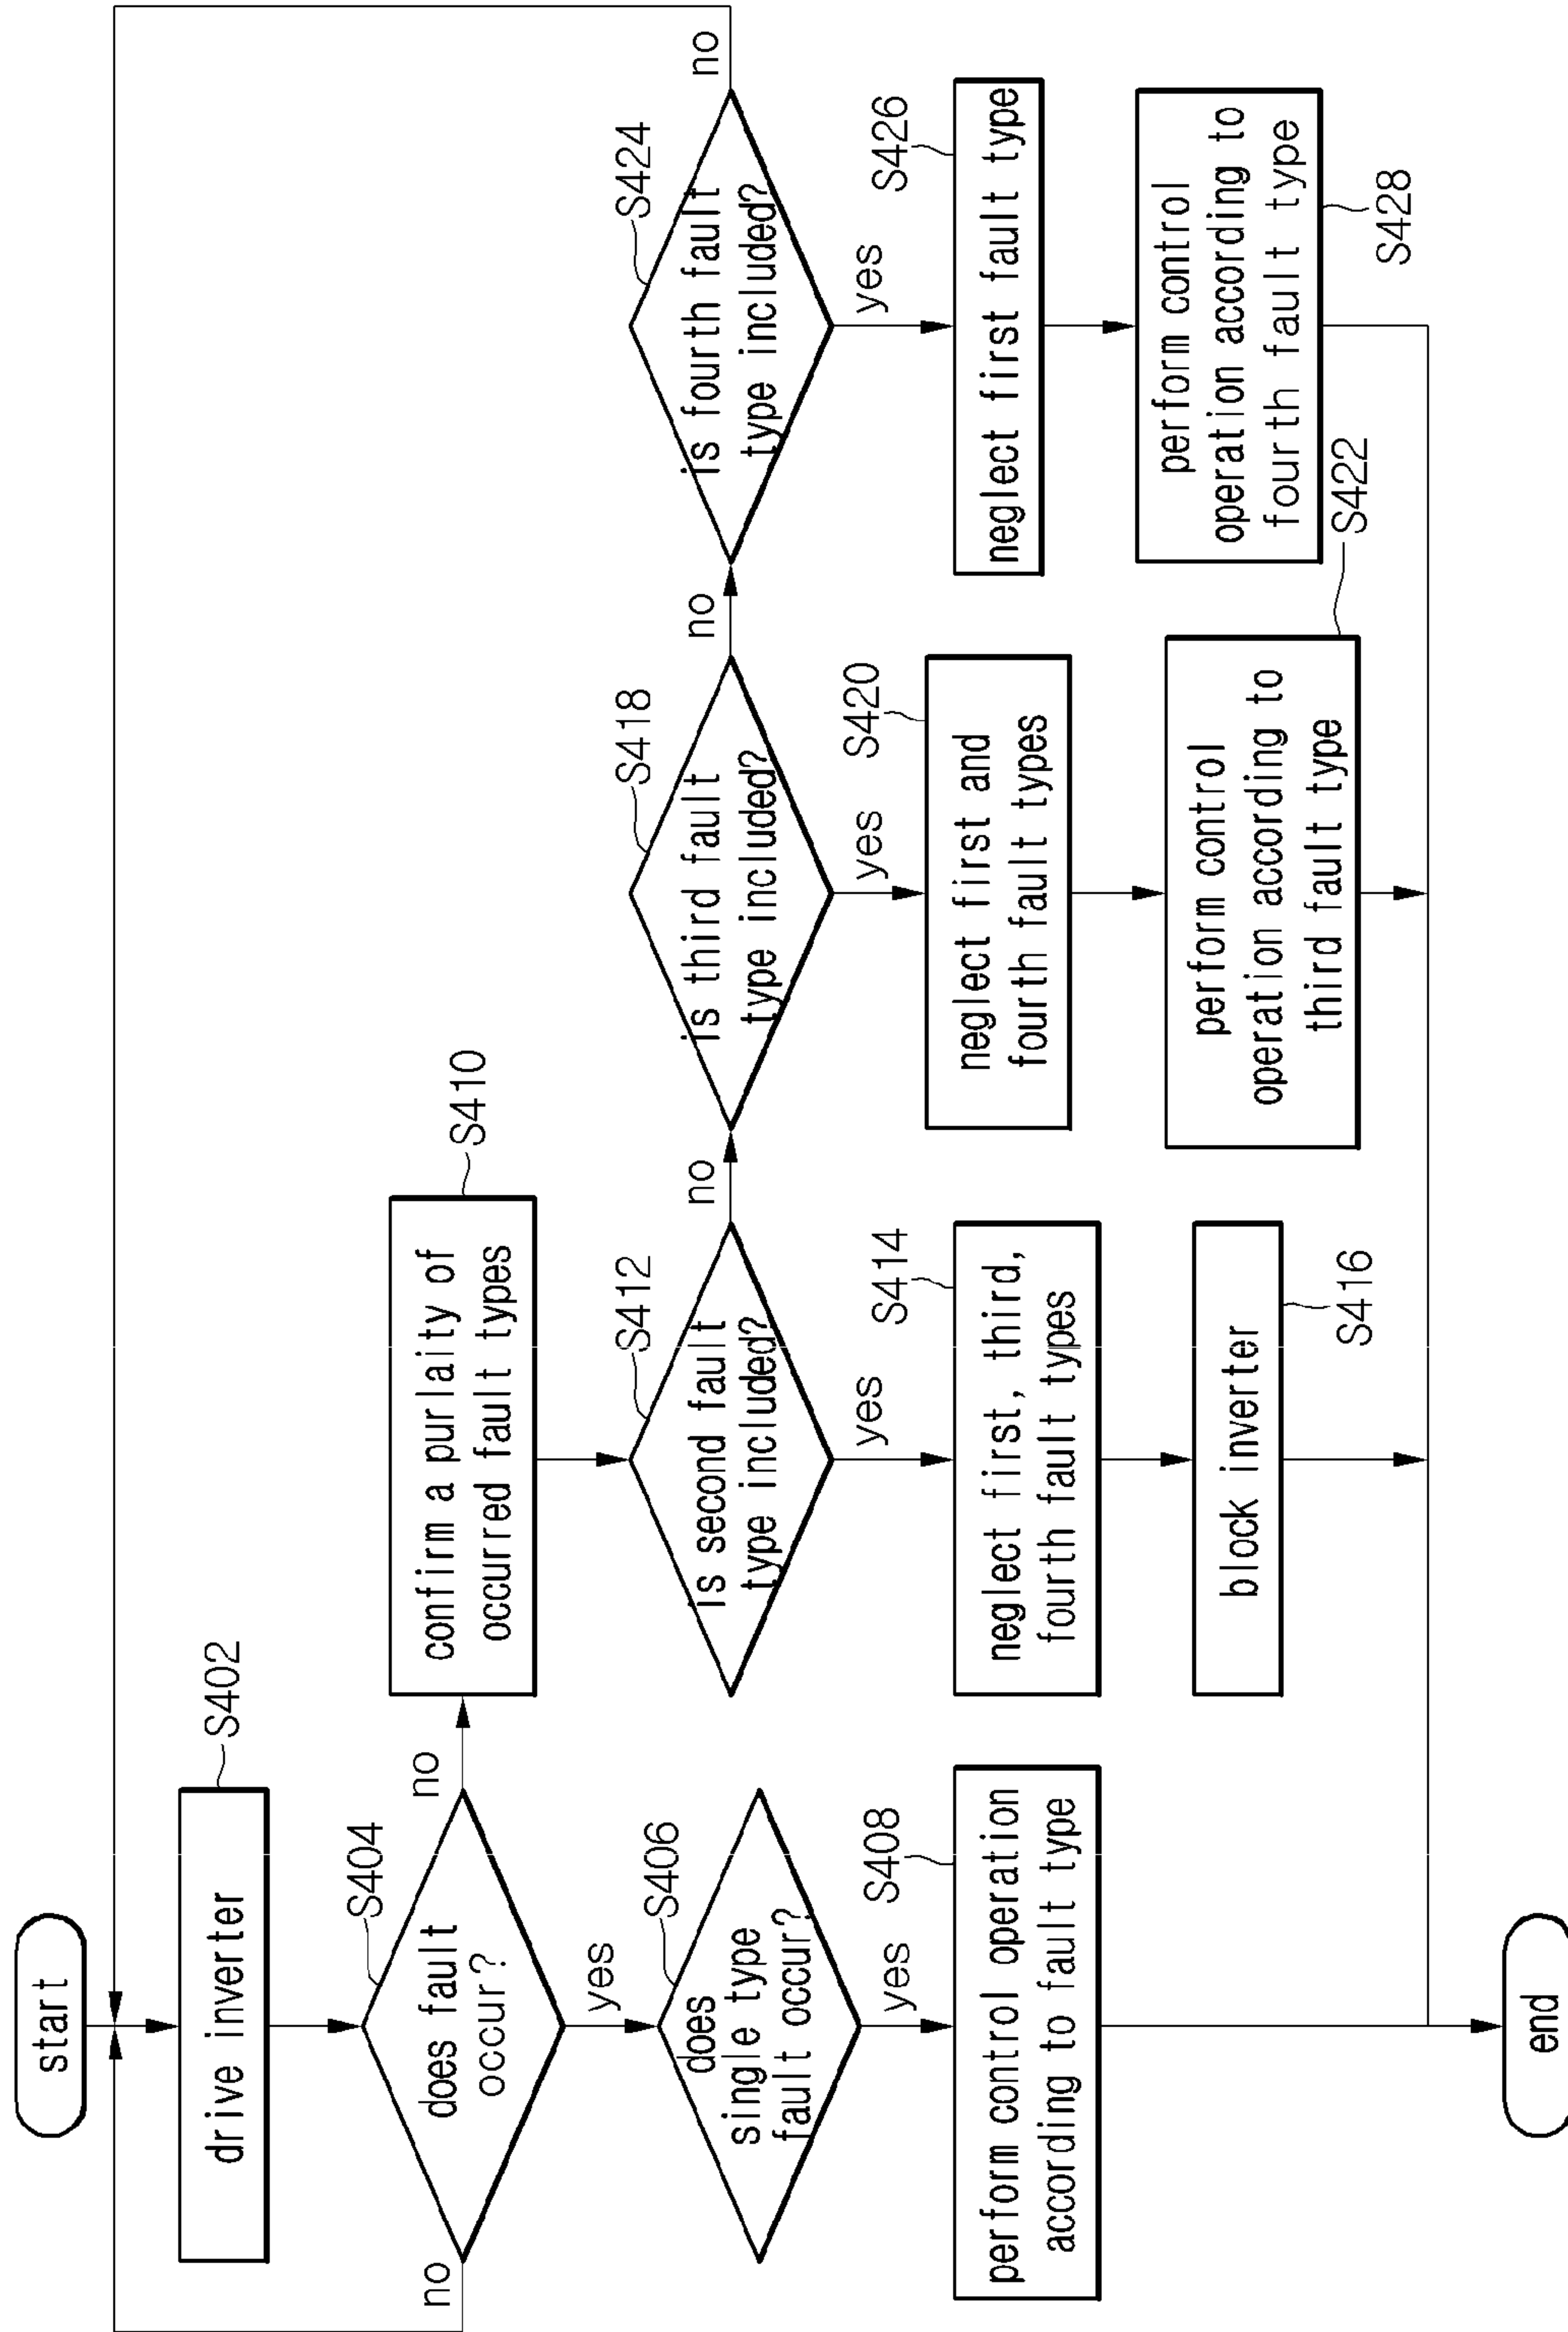 start
S402
drive inverter
S404
does fault
occur?
no
no
yes
S406
does
single type
fault occur?
yes
S408
perform control operation
according to fault type
S410
confirm a purlaity of
occurred fault types
S412
is second fault
type included?
no
yes
S414
neglect first, third,
fourth fault types
block inverter
S416
S418
is third fault
type included?
no
yes
S420
neglect first and
fourth fault types
perform control
operation according to
third fault type
S422
S424
is fourth fault
type included?
no
yes
S426
neglect first fault type
perform control
operation according to
fourth fault type
S428
end